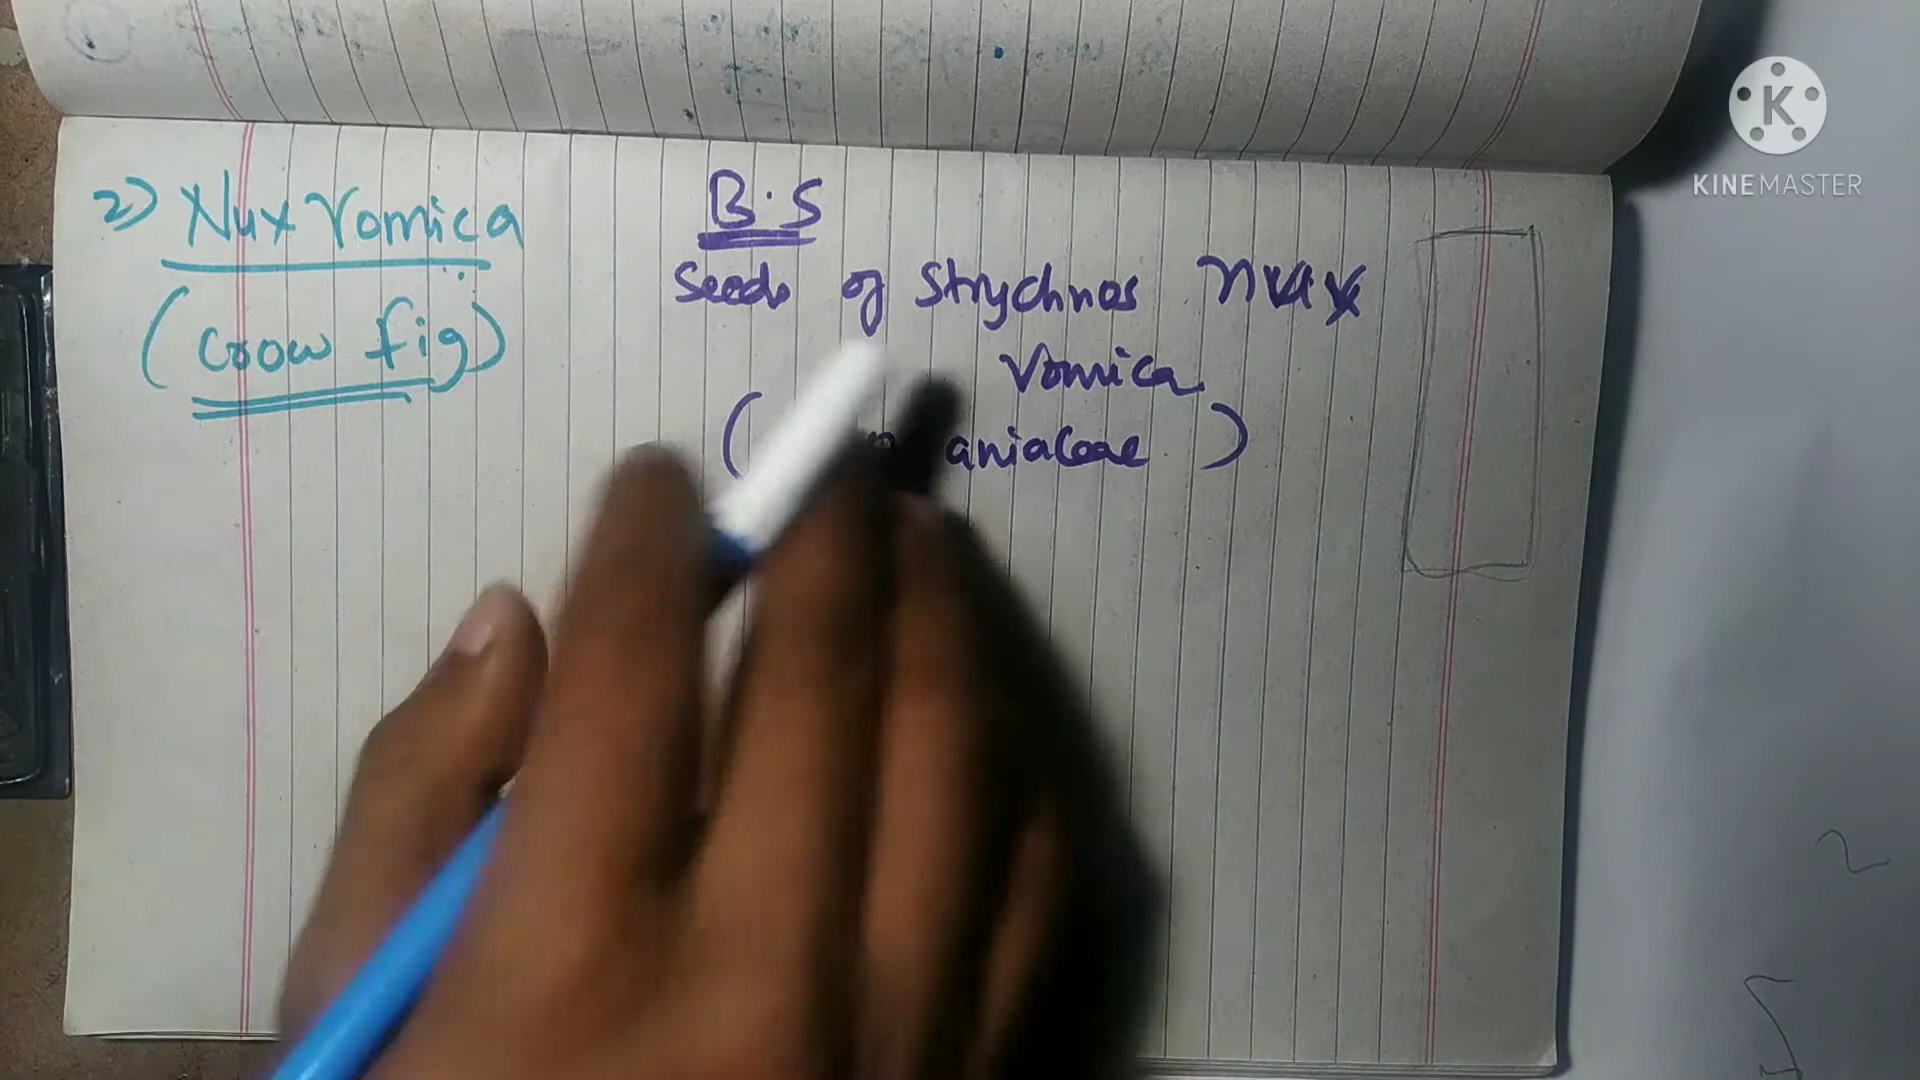 2) Nux Vomica
(Crow fig)
B.S
Seeds of Strychnos nux
Vomica
( aniaceae )
K
KINEMASTER